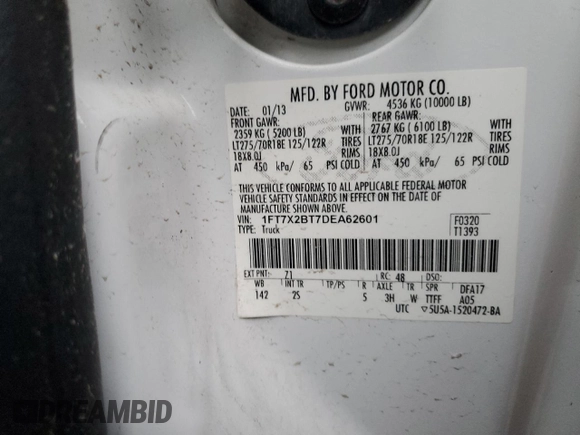 MFD. BY FORD MOTOR CO.
DATE: 01/13 GVWR: 4536 KG (10000 LB)
FRONT GAWR: REAR GAWR:
2359 KG ( 5200 LB) WITH 2767 KG ( 6100 LB) WITH
LT275/70R18E 125/122R TIRES LT275/70R18E 125/122R TIRES
18X8.0J RIMS 18X8.0J RIMS
AT 450 kPa/ 65 PSI COLD AT 450 kPa/ 65 PSI COLD
THIS VEHICLE CONFORMS TO ALL APPLICABLE FEDERAL MOTOR
VEHICLE SAFETY STANDARDS IN EFFECT ON THE DATE OF
MANUFACTURE SHOWN ABOVE.
VIN: 1FT7X2BT7DEA62601 F0320
TYPE: Truck T1393
EXT PNT: Z1 RC: 48 DSO:
WB INT TR TP/PS R AXLE TR SPR DFA17
142 2S 5 3H W TTFF A05
UTC ▽5U5A-1520472-BA
DREAMBID